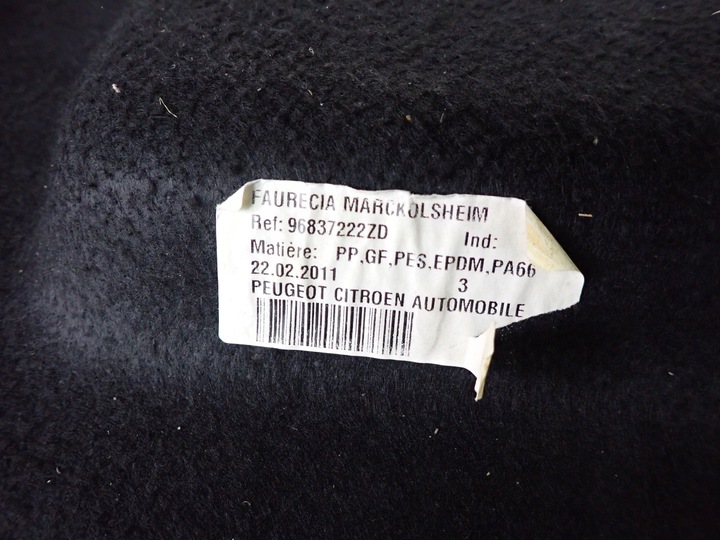 FAURECIA MARCKOLSHEIM
Ref: 96837222ZD Ind:
Matière: PP,GF,PES,EPDM,PA66
22.02.2011 3
PEUGEOT CITROEN AUTOMOBILE